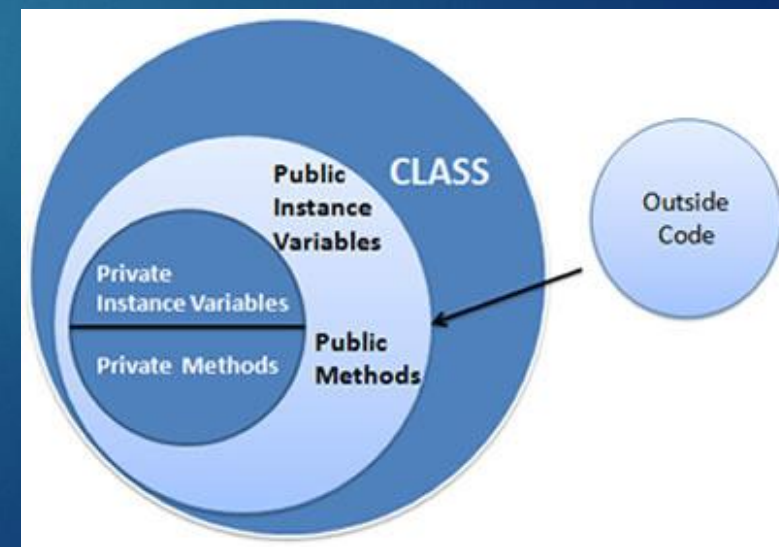 CLASS
Public
Instance
Variables
Private
Instance Variables
Private Methods
Public
Methods
Outside
Code